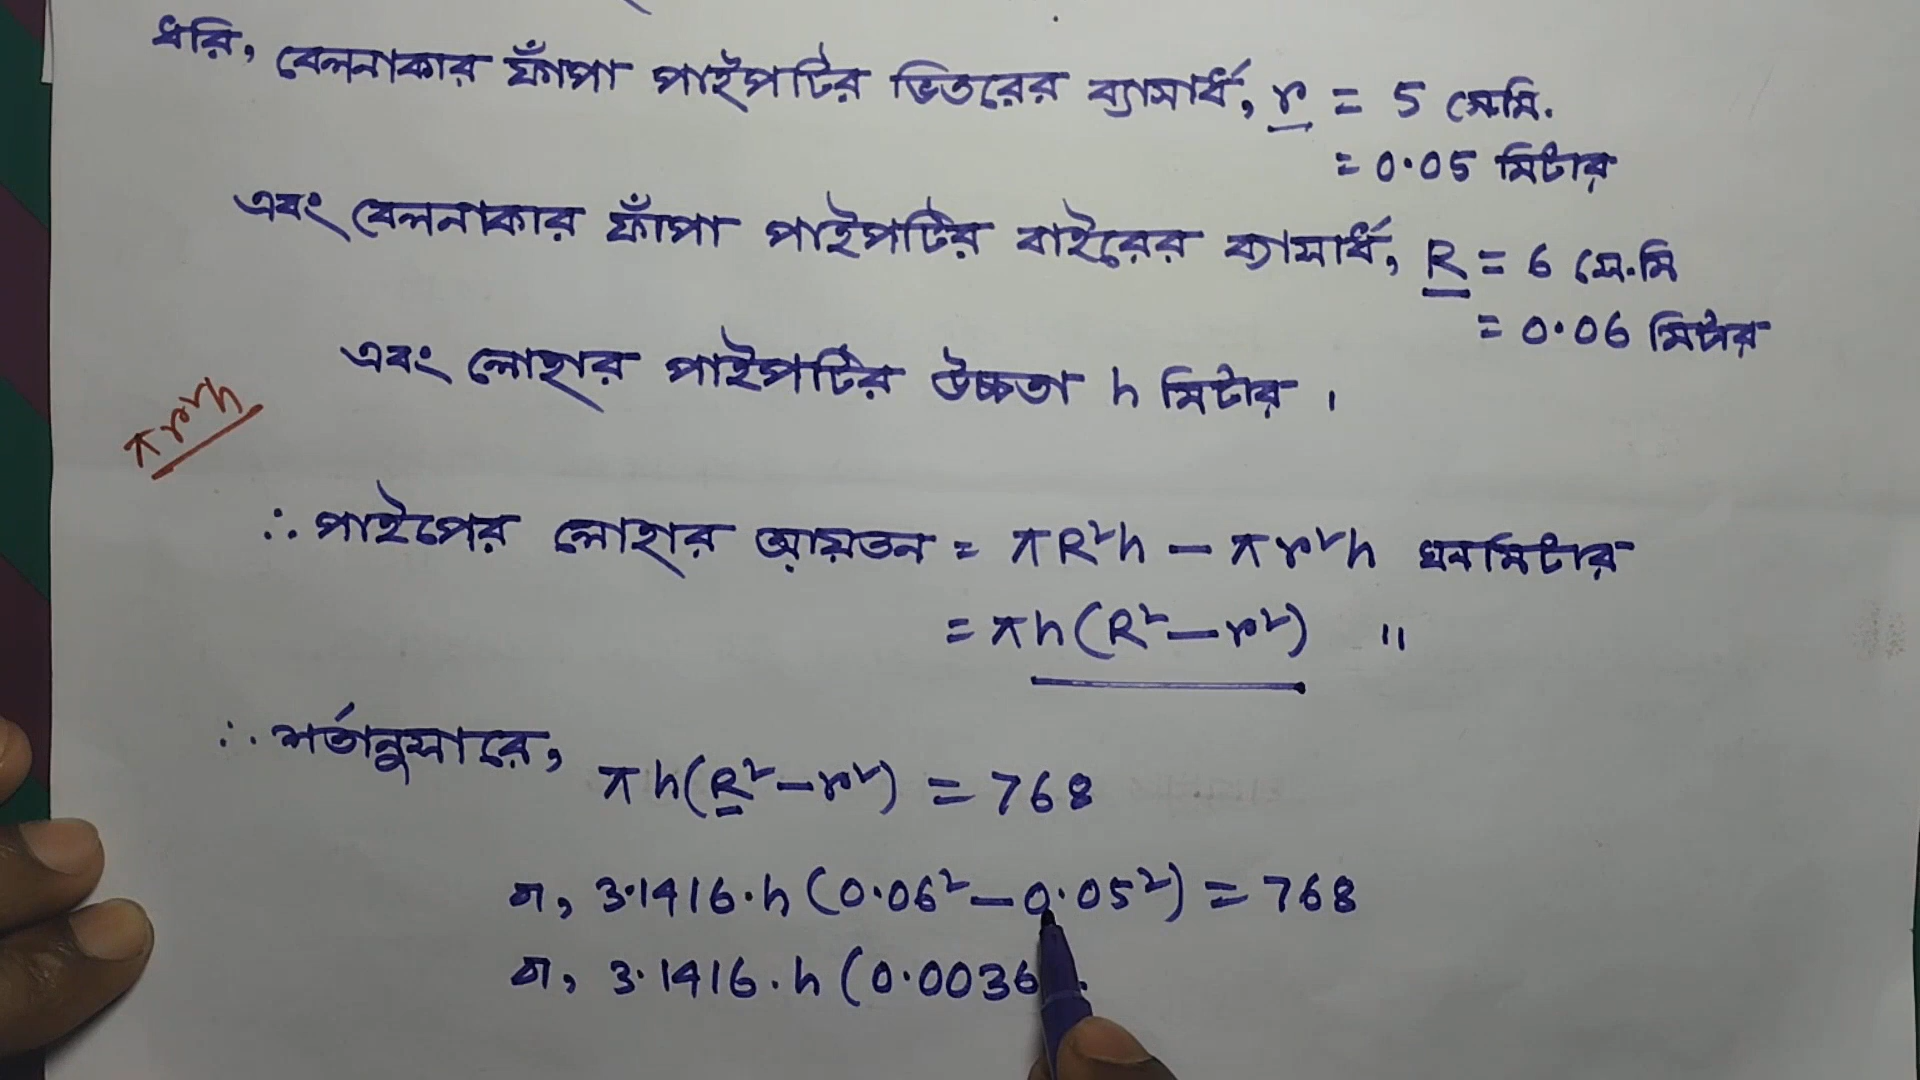 ধরি, বেলনাকার ফাঁপা পাইপটির ভিতরের ব্যাসার্ধ, r = 5 সেমি.
= 0.05 মিটার
এবং বেলনাকার ফাঁপা পাইপটির বাইরের ব্যাসার্ধ, R = 6 সে.মি
= 0.06 মিটার
এবং লোহার পাইপটির উচ্চতা h মিটার ।
πr²h
∴ পাইপের লোহার আয়তন = πR²h − πr²h ঘনমিটার
= πh(R² − r²) "
∴ শর্তানুসারে,
πh(R² − r²) = 768
বা, 3.1416.h (0.06² − 0.05²) = 768
বা, 3.1416.h (0.0036